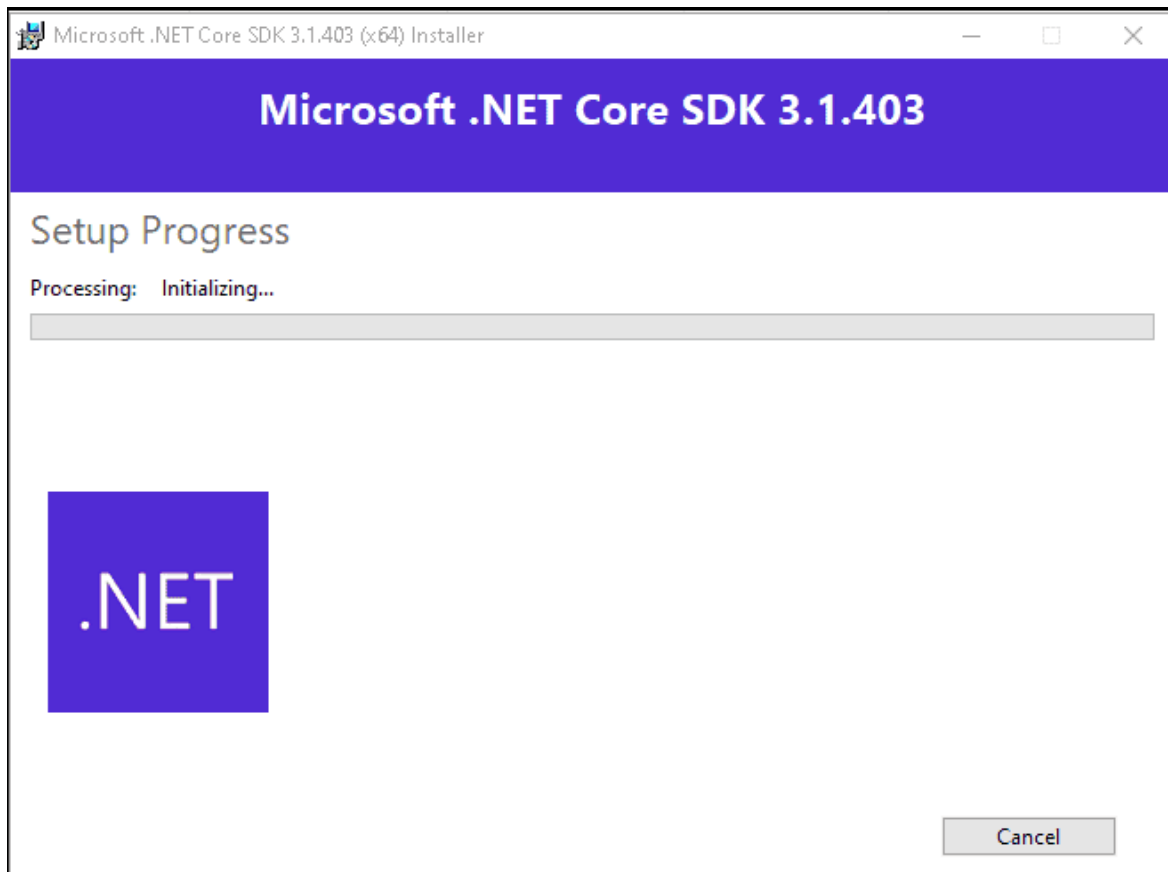 Microsoft .NET Core SDK 3.1.403 (x64) Installer
Microsoft .NET Core SDK 3.1.403
Setup Progress
Processing: Initializing...
.NET
Cancel